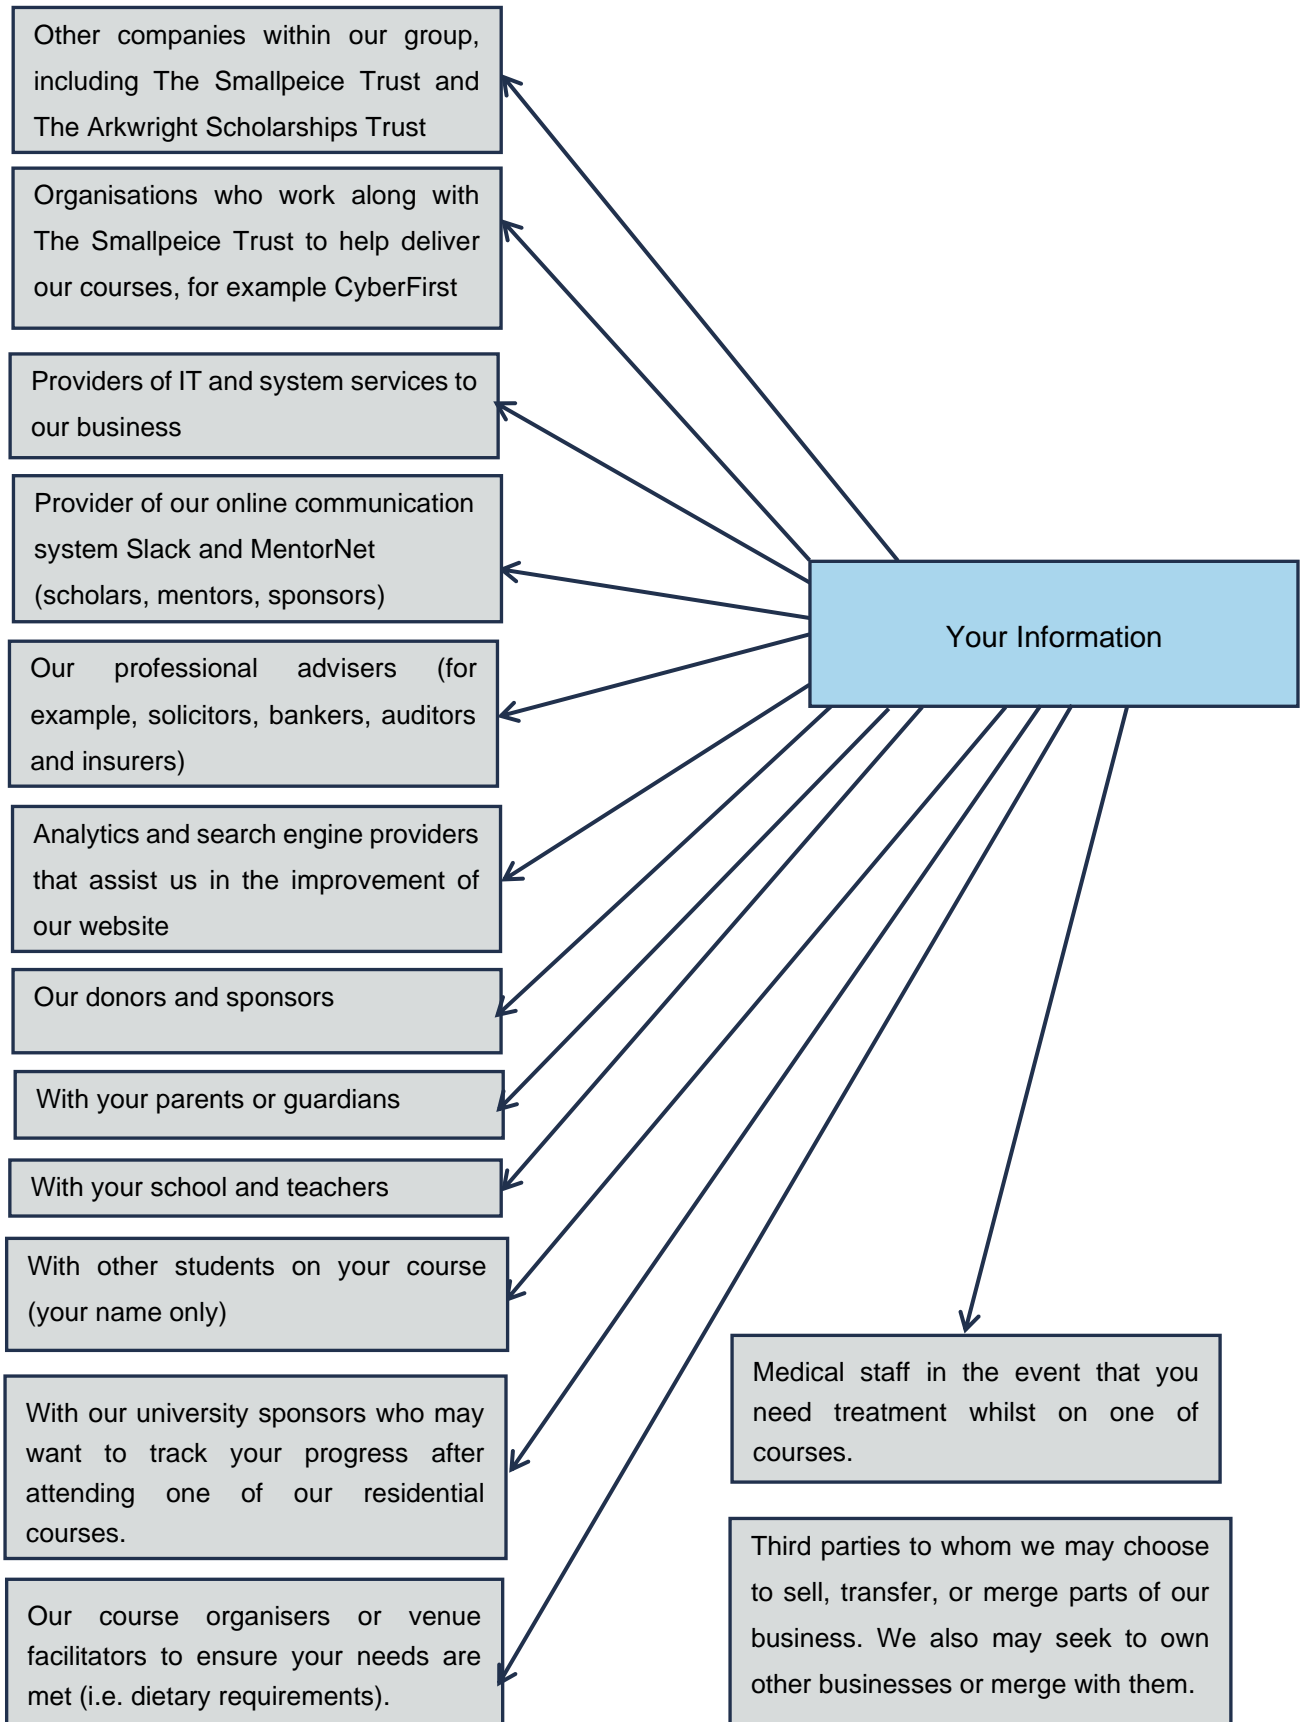 Other companies within our group,
including The Smallpeice Trust and
The Arkwright Scholarships Trust
Organisations who work along with
The Smallpeice Trust to help deliver
our courses, for example CyberFirst
Providers of IT and system services to
our business
Provider of our online communication
system Slack and MentorNet
(scholars, mentors, sponsors)
Your Information
Our professional advisers (for
example, solicitors, bankers, auditors
and insurers)
Analytics and search engine providers
that assist us in the improvement of
our website
Our donors and sponsors
With your parents or guardians
With your school and teachers
With other students on your course
(your name only)
With our university sponsors who may
want to track your progress after
attending one of our residential
courses.
Our course organisers or venue
facilitators to ensure your needs are
met (i.e. dietary requirements).
Medical staff in the event that you
need treatment whilst on one of
courses.
Third parties to whom we may choose
to sell, transfer, or merge parts of our
business. We also may seek to own
other businesses or merge with them.